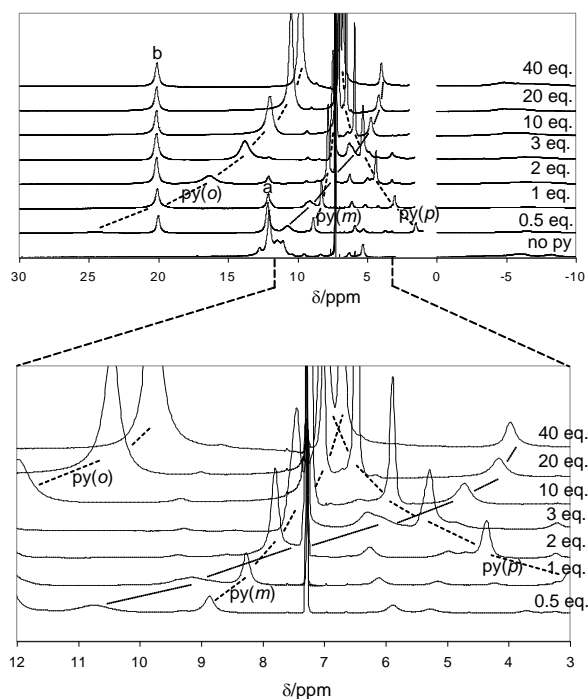 b
40 eq.
20 eq.
10 eq.
3 eq.
2 eq.
a
py(o)
1 eq.
py(m)
py(p)
0.5 eq.
no py
30 25 20 15 10 5 0 -5 -10
δ/ppm
40 eq.
py(o)
20 eq.
10 eq.
3 eq.
2 eq.
py(p)
1 eq.
py(m)
0.5 eq.
12 11 10 9 8 7 6 5 4 3
δ/ppm